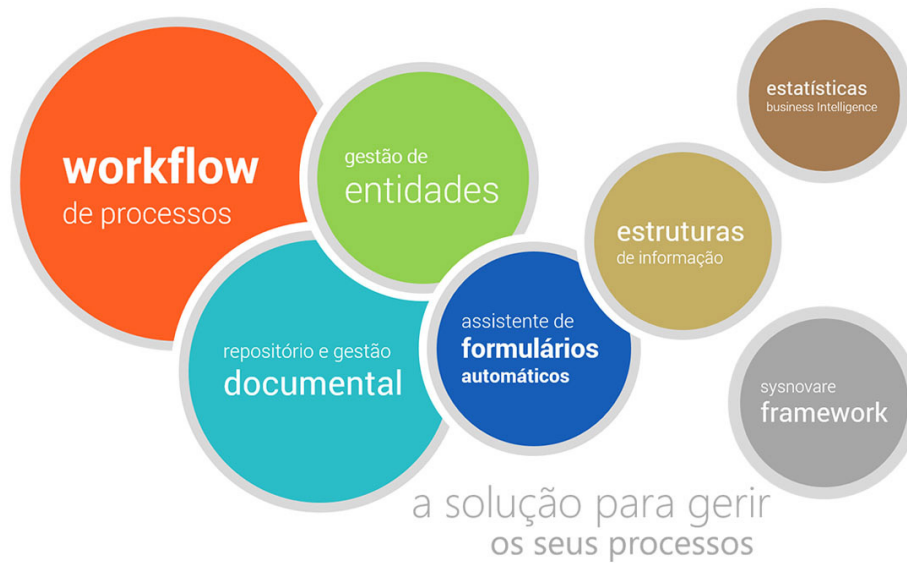 workflow
de processos
gestão de
entidades
repositório e gestão
documental
assistente de
formulários
automáticos
estruturas
de informação
estatísticas
business Intelligence
sysnovare
framework
a solução para gerir
os seus processos